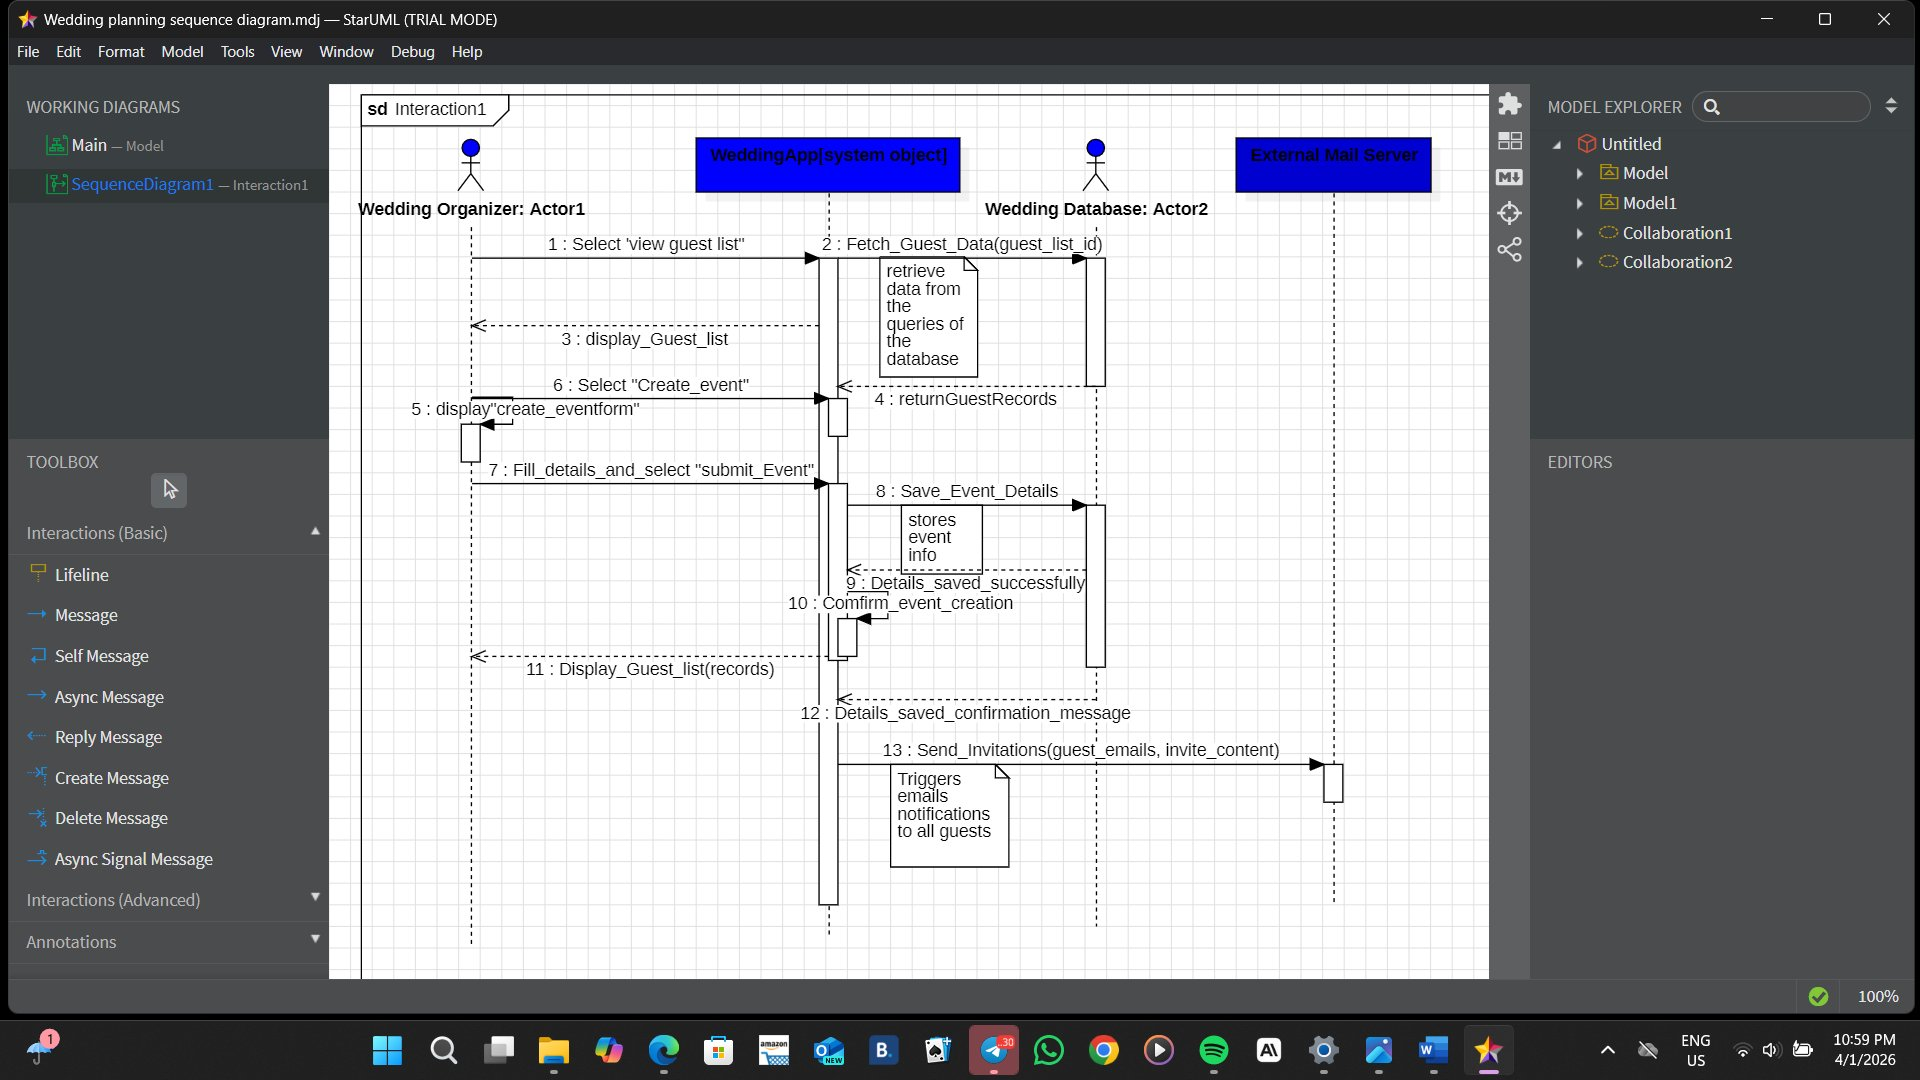 Wedding planning sequence diagram.mdj — StarUML (TRIAL MODE)
File Edit Format Model Tools View Window Debug Help
WORKING DIAGRAMS
Main — Model
SequenceDiagram1 — Interaction1
TOOLBOX
Interactions (Basic)
Lifeline
Message
Self Message
Async Message
Reply Message
Create Message
Delete Message
Async Signal Message
Interactions (Advanced)
Annotations
sd Interaction1
WeddingApp[system object]
External Mail Server
Wedding Organizer: Actor1
Wedding Database: Actor2
1 : Select 'view guest list"
2 : Fetch_Guest_Data(guest_list_id)
retrieve
data from
the
queries of
the
database
3 : display_Guest_list
6 : Select "Create_event"
4 : returnGuestRecords
5 : display"create_eventform"
7 : Fill_details_and_select "submit_Event"
8 : Save_Event_Details
stores
event
info
9 : Details_saved_successfully
10 : Comfirm_event_creation
11 : Display_Guest_list(records)
12 : Details_saved_confirmation_message
13 : Send_Invitations(guest_emails, invite_content)
Triggers
emails
notifications
to all guests
MODEL EXPLORER
Untitled
Model
Model1
Collaboration1
Collaboration2
EDITORS
100%
1
amazon
NEW
B.
..30
ENG
US
10:59 PM
4/1/2026